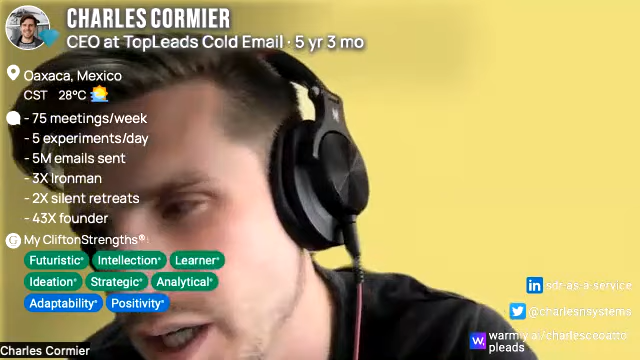 CHARLES CORMIER
CEO at TopLeads Cold Email · 5 yr 3 mo
Oaxaca, Mexico
CST 28°C
- 75 meetings/week
- 5 experiments/day
- 5M emails sent
- 3X Ironman
- 2X silent retreats
- 43X founder
G My CliftonStrengths®:
Futuristic® Intellection® Learner®
Ideation® Strategic® Analytical®
Adaptability® Positivity®
in sdr-as-a-service
@charlesrisystems
w.
pleads
Charles Cormier